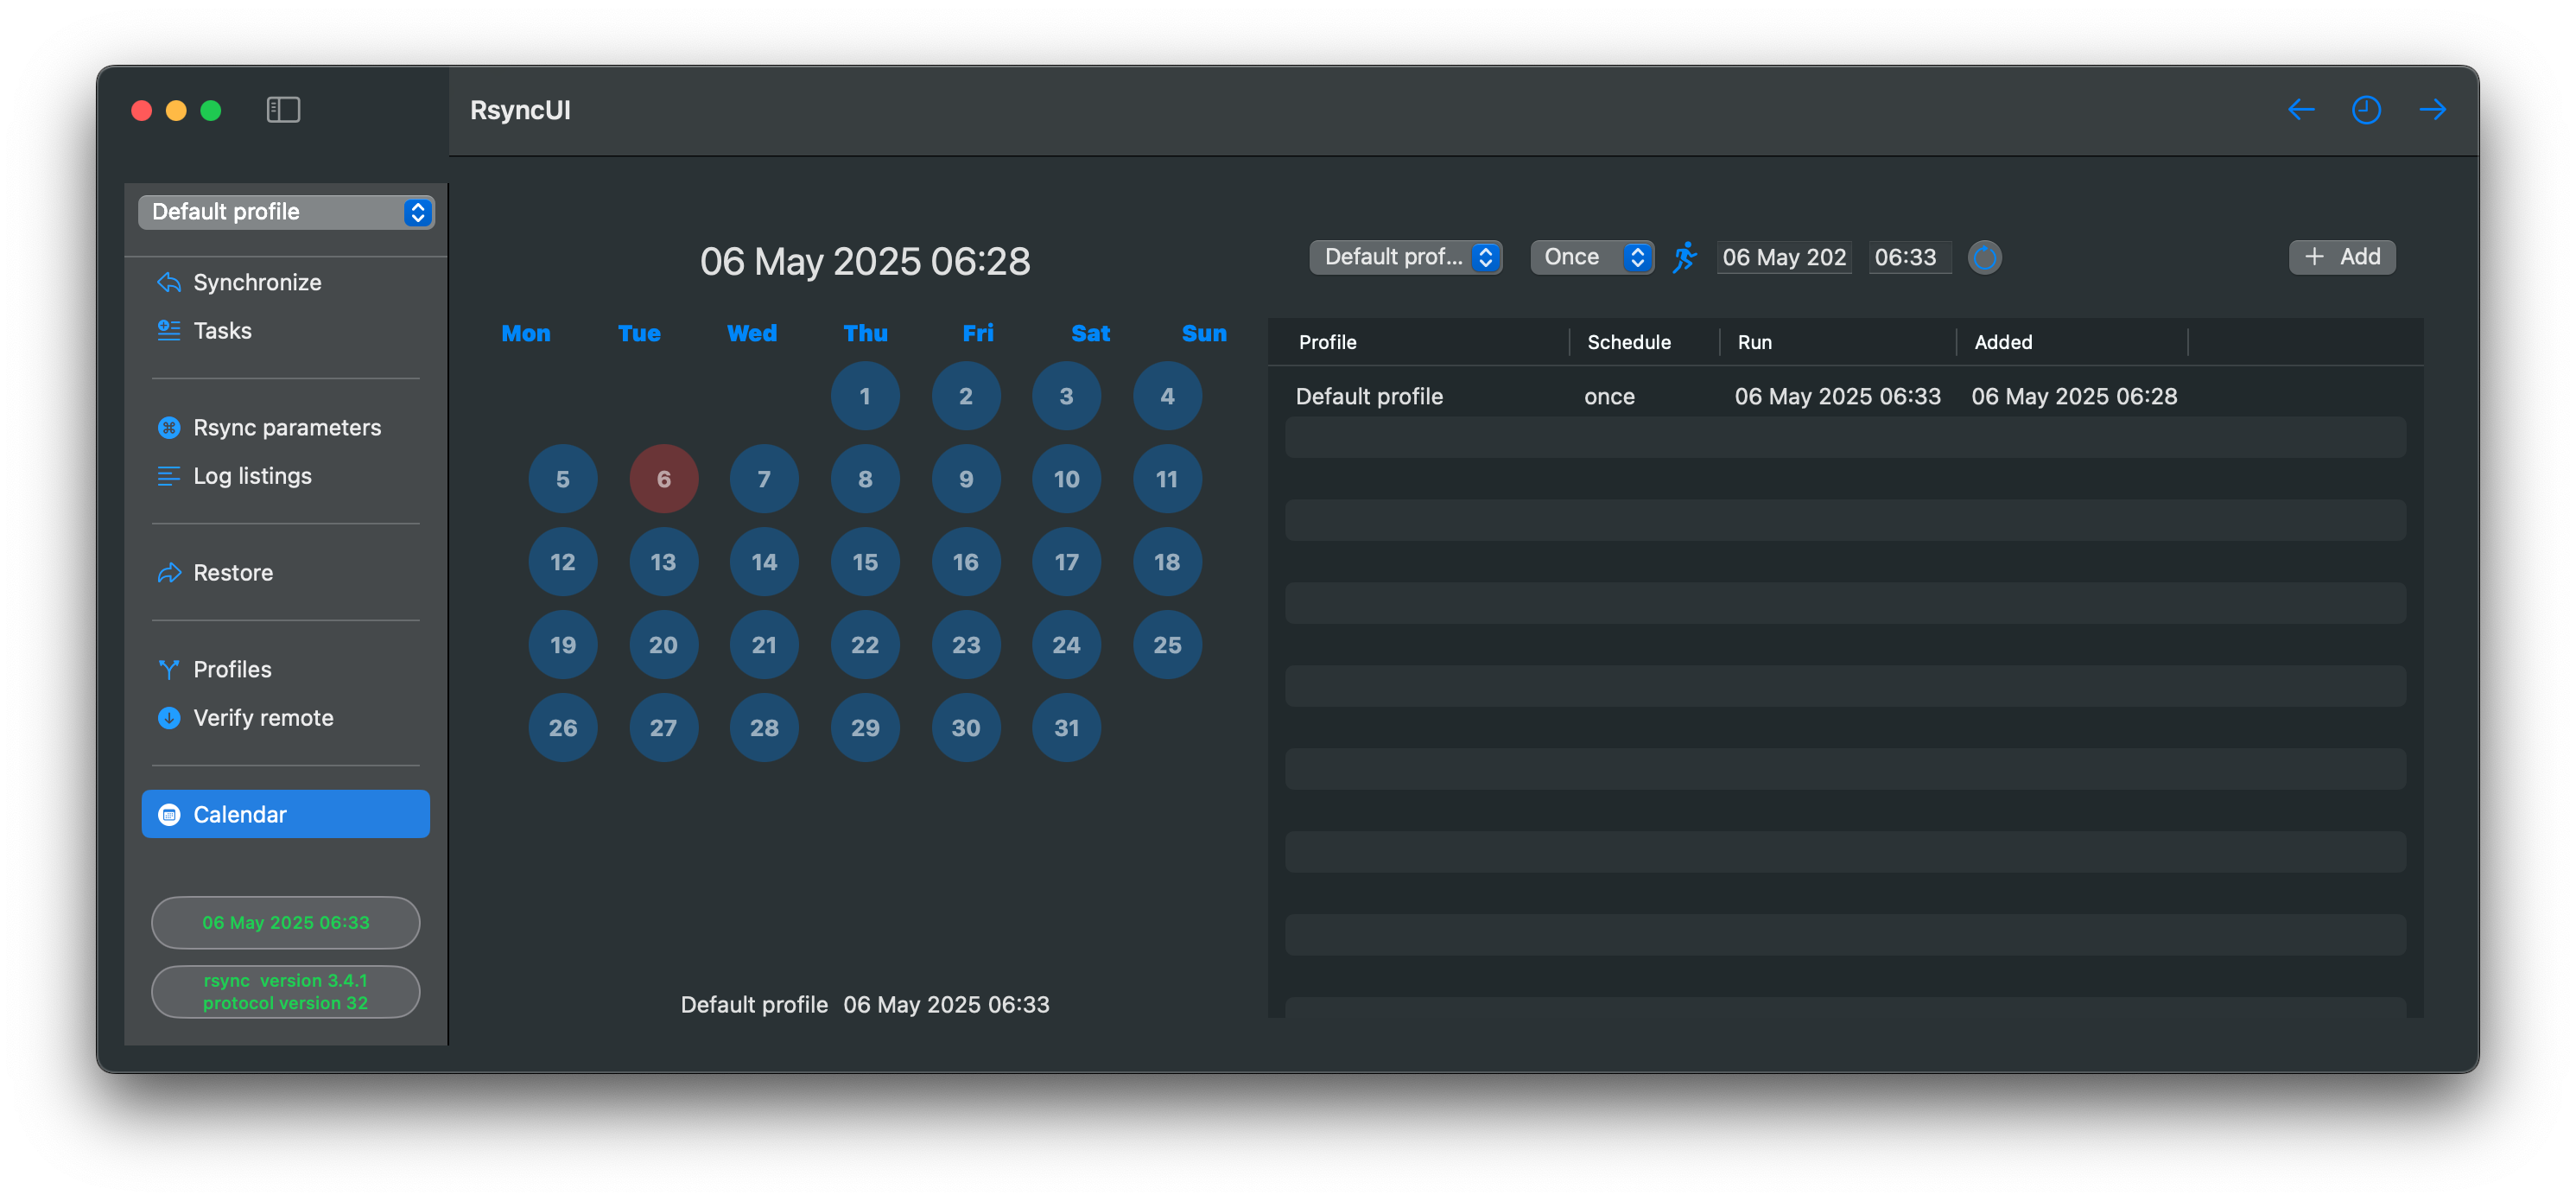 RsyncUI
Default profile
Synchronize
Tasks
Rsync parameters
Log listings
Restore
Profiles
Verify remote
Calendar
06 May 2025 06:33
rsync  version 3.4.1
protocol version 32
06 May 2025 06:28
Mon Tue Wed Thu Fri Sat Sun
1 2 3 4
5 6 7 8 9 10 11
12 13 14 15 16 17 18
19 20 21 22 23 24 25
26 27 28 29 30 31
Default profile 06 May 2025 06:33
Default prof... Once 06 May 202 06:33 + Add
Profile Schedule Run Added
Default profile once 06 May 2025 06:33 06 May 2025 06:28